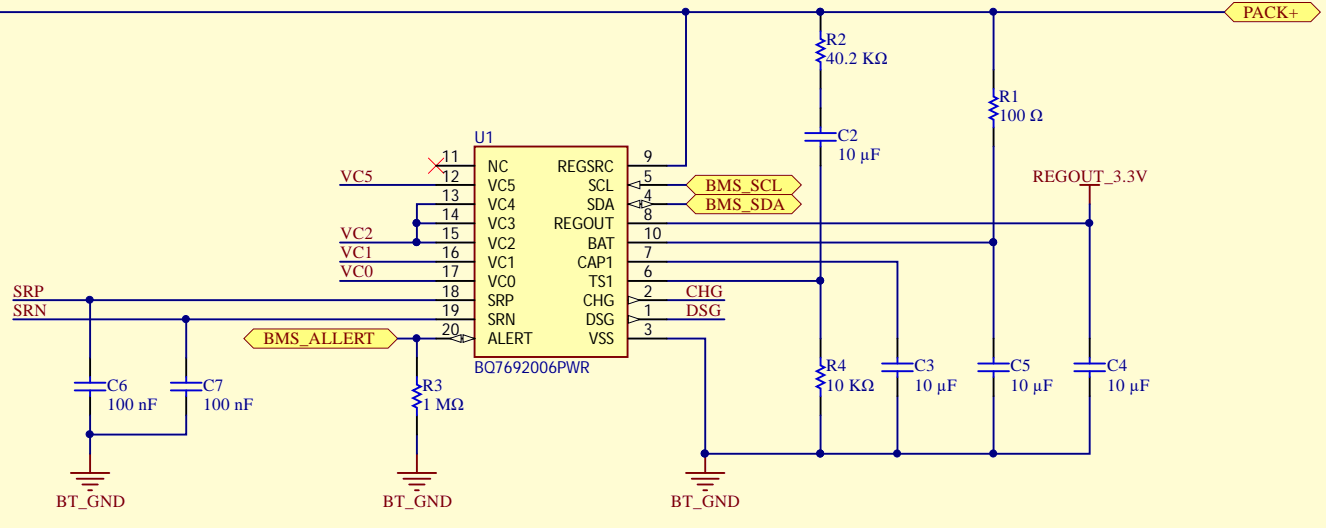 PACK+
R2
40.2 KΩ
R1
100 Ω
C2
10 µF
U1
11 NC REGSRC 9
VC5 12 VC5 SCL 5 BMS_SCL
13 VC4 SDA 4 BMS_SDA
REGOUT_3.3V
14 VC3 REGOUT 8
VC2 15 VC2 BAT 10
VC1 16 VC1 CAP1 7
VC0 17 VC0 TS1 6
SRP 18 SRP CHG 2 CHG
SRN 19 SRN DSG 1 DSG
BMS_ALLERT 20 ALERT VSS 3
BQ7692006PWR
C6
100 nF
C7
100 nF
R3
1 MΩ
R4
10 KΩ
C3
10 µF
C5
10 µF
C4
10 µF
BT_GND
BT_GND
BT_GND